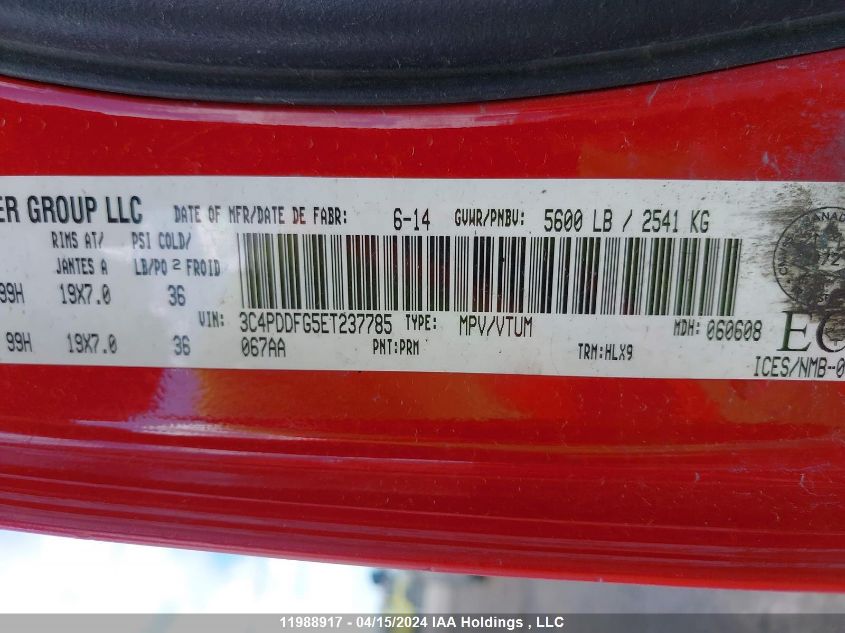 ER GROUP LLC DATE OF MFR/DATE DE FABR: 6-14 GVWR/PNBV: 5600 LB / 2541 KG
RIMS AT/ PSI COLD/
JANTES A LB/PO2 FROID
99H 19X7.0 36
VIN: 3C4PDDFG5ET237785 TYPE: MPV/VTUM MDH: 060608
99H 19X7.0 36 067AA PNT:PRM TRM:HLX9
ICES/NMB-0
11988917 - 04/15/2024 IAA Holdings , LLC